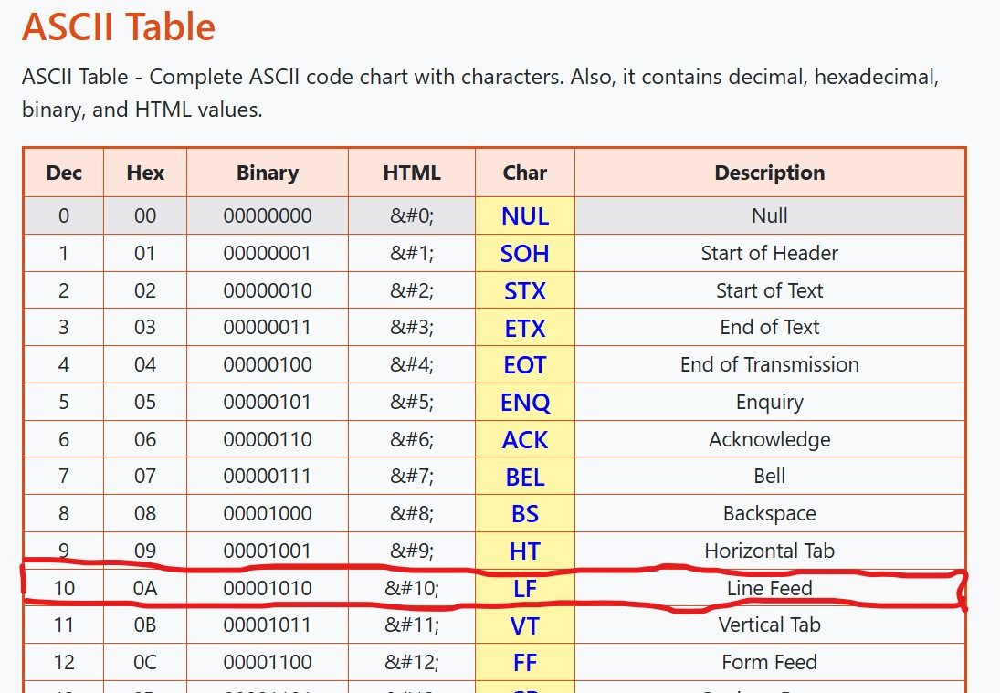 ASCII Table
ASCII Table - Complete ASCII code chart with characters. Also, it contains decimal, hexadecimal,
binary, and HTML values.
Dec Hex Binary HTML Char Description
0 00 00000000 &#0; NUL Null
1 01 00000001 &#1; SOH Start of Header
2 02 00000010 &#2; STX Start of Text
3 03 00000011 &#3; ETX End of Text
4 04 00000100 &#4; EOT End of Transmission
5 05 00000101 &#5; ENQ Enquiry
6 06 00000110 &#6; ACK Acknowledge
7 07 00000111 &#7; BEL Bell
8 08 00001000 &#8; BS Backspace
9 09 00001001 &#9; HT Horizontal Tab
10 0A 00001010 &#10; LF Line Feed
11 0B 00001011 &#11; VT Vertical Tab
12 0C 00001100 &#12; FF Form Feed